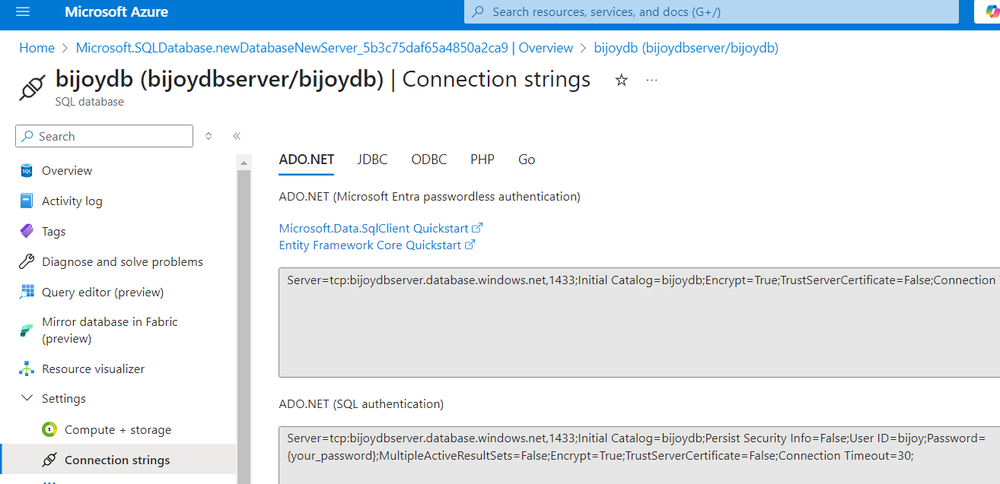 Microsoft Azure
Search resources, services, and docs (G+/)
Home > Microsoft.SQLDatabase.newDatabaseNewServer_5b3c75daf65a4850a2ca9 | Overview > bijoydb (bijoydbserver/bijoydb)
bijoydb (bijoydbserver/bijoydb) | Connection strings
SQL database
Search
Overview
Activity log
Tags
Diagnose and solve problems
Query editor (preview)
Mirror database in Fabric
(preview)
Resource visualizer
Settings
Compute + storage
Connection strings
ADO.NET JDBC ODBC PHP Go
ADO.NET (Microsoft Entra passwordless authentication)
Microsoft.Data.SqlClient Quickstart
Entity Framework Core Quickstart
Server=tcp:bijoydbserver.database.windows.net,1433;Initial Catalog=bijoydb;Encrypt=True;TrustServerCertificate=False;Connection
ADO.NET (SQL authentication)
Server=tcp:bijoydbserver.database.windows.net,1433;Initial Catalog=bijoydb;Persist Security Info=False;User ID=bijoy;Password=
{your_password};MultipleActiveResultSets=False;Encrypt=True;TrustServerCertificate=False;Connection Timeout=30;